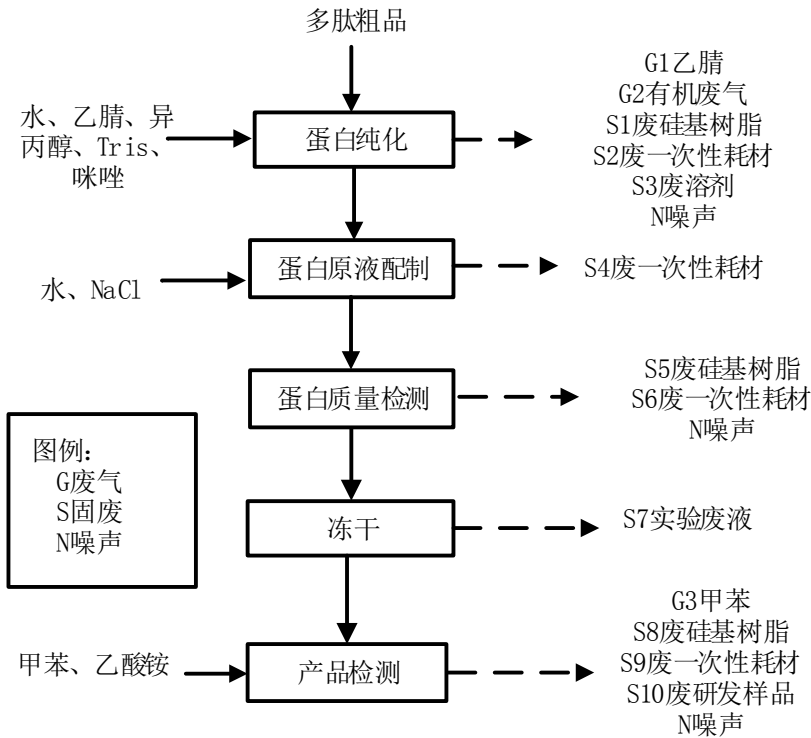 多肽粗品
水、乙腈、异
丙醇、Tris、
咪唑
蛋白纯化
G1乙腈
G2有机废气
S1废硅基树脂
S2废一次性耗材
S3废溶剂
N噪声
水、NaCl
蛋白原液配制
S4废一次性耗材
蛋白质量检测
S5废硅基树脂
S6废一次性耗材
N噪声
图例：
G废气
S固废
N噪声
冻干
S7实验废液
甲苯、乙酸铵
产品检测
G3甲苯
S8废硅基树脂
S9废一次性耗材
S10废研发样品
N噪声